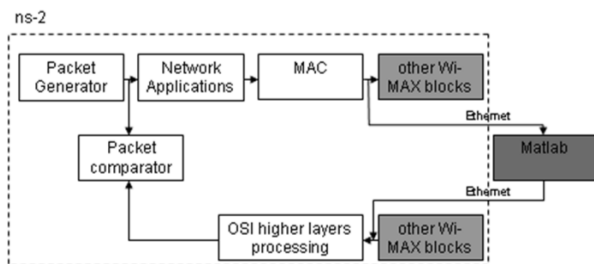 ns-2
Packet
Generator
Network
Applications
MAC
other Wi-
MAX blocks
Ethernet
Packet
comparator
Matlab
Ethernet
OSI higher layers
processing
other Wi-
MAX blocks